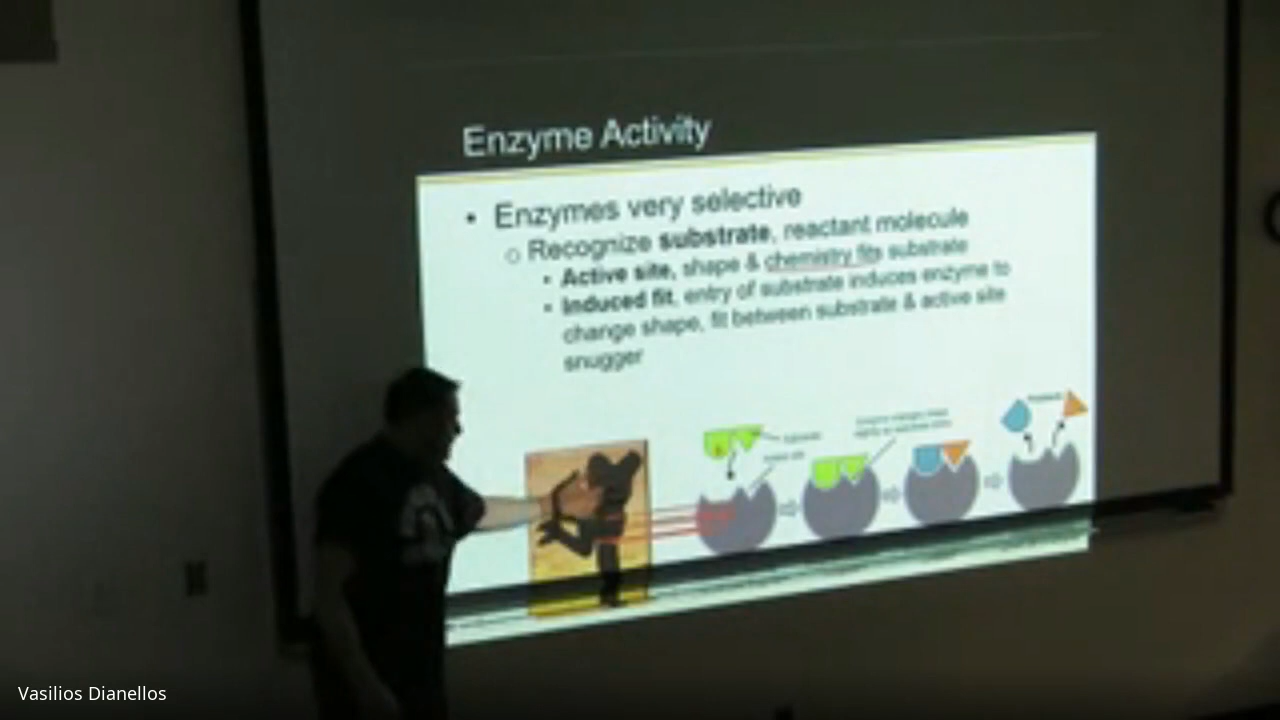 Enzyme Activity
• Enzymes very selective
○ Recognize substrate, reactant molecule
▪ Active site, shape & chemistry fits substrate
▪ Induced fit, entry of substrate induces enzyme to
change shape, fit between substrate & active site
snugger
Vasilios Dianellos